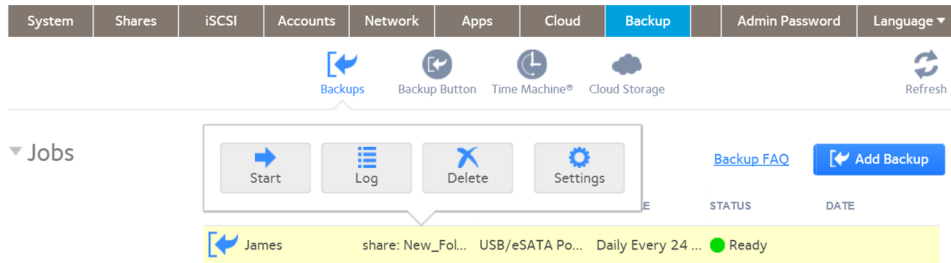 System Shares iSCSI Accounts Network Apps Cloud Backup Admin Password Language
Backups Backup Button Time Machine® Cloud Storage Refresh
Jobs
Start Log Delete Settings
Backup FAQ Add Backup
E STATUS DATE
James share: New_Fol... USB/eSATA Po... Daily Every 24 ... Ready